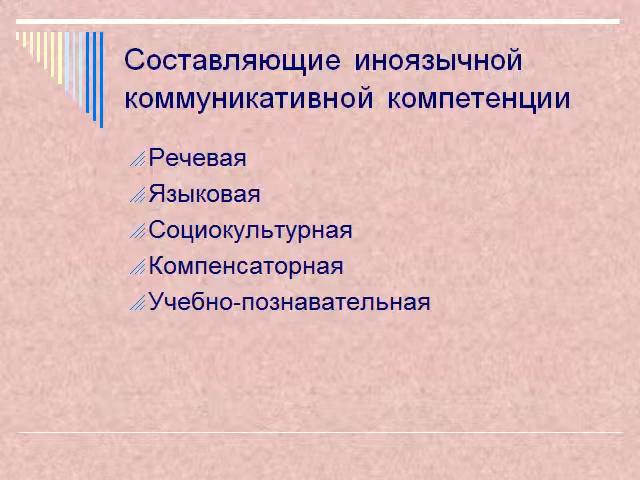 Составляющие иноязычной
коммуникативной компетенции
Речевая
Языковая
Социокультурная
Компенсаторная
Учебно-познавательная